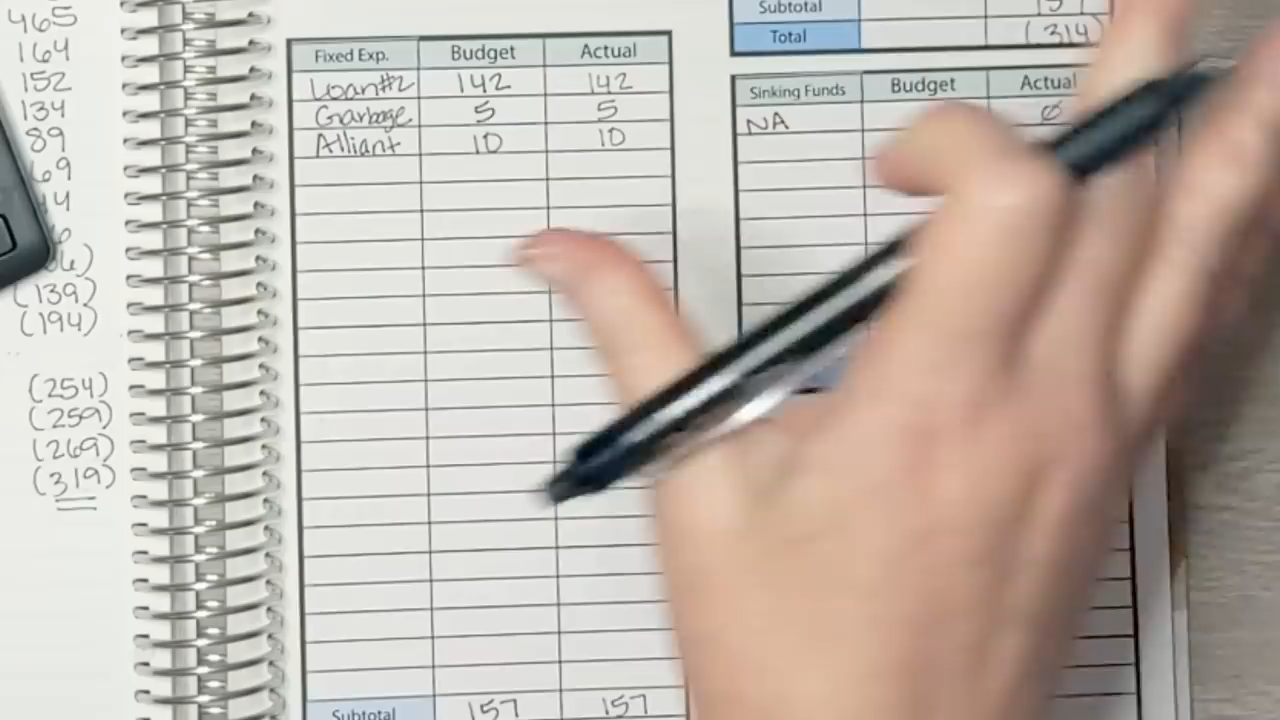 465
164
152
134
89
69
(139)
(194)
(254)
(259)
(269)
(319)
Fixed Exp. Budget Actual
Loan#2 142 142
Garbage 5 5
Alliant 10 10
Subtotal 157 157
Subtotal
Total (314)
Sinking Funds Budget Actual
NA Ø